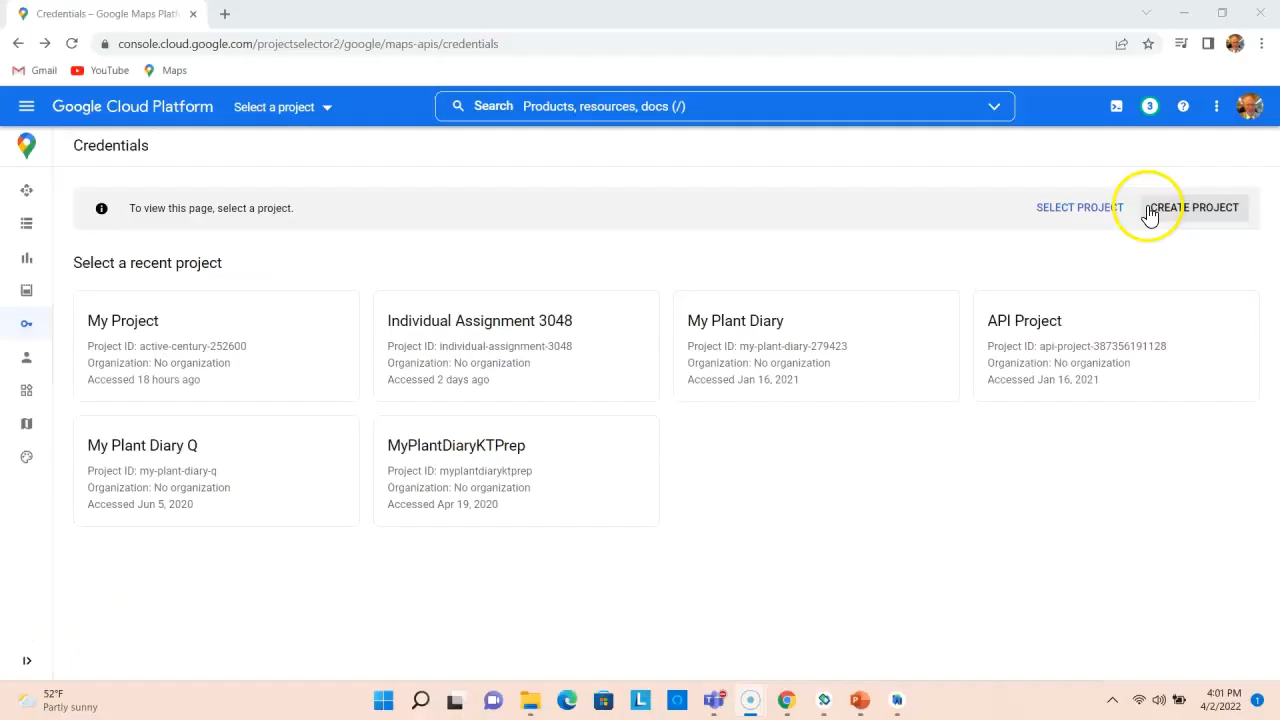 Credentials – Google Maps Platf
console.cloud.google.com/projectselector2/google/maps-apis/credentials
Gmail YouTube Maps
Google Cloud Platform Select a project Search Products, resources, docs (/) 3
Credentials
To view this page, select a project. SELECT PROJECT CREATE PROJECT
Select a recent project
My Project
Project ID: active-century-252600
Organization: No organization
Accessed 18 hours ago
Individual Assignment 3048
Project ID: individual-assignment-3048
Organization: No organization
Accessed 2 days ago
My Plant Diary
Project ID: my-plant-diary-279423
Organization: No organization
Accessed Jan 16, 2021
API Project
Project ID: api-project-387356191128
Organization: No organization
Accessed Jan 16, 2021
My Plant Diary Q
Project ID: my-plant-diary-q
Organization: No organization
Accessed Jun 5, 2020
MyPlantDiaryKTPrep
Project ID: myplantdiaryktprep
Organization: No organization
Accessed Apr 19, 2020
52°F
Partly sunny
4:01 PM
4/2/2022
1